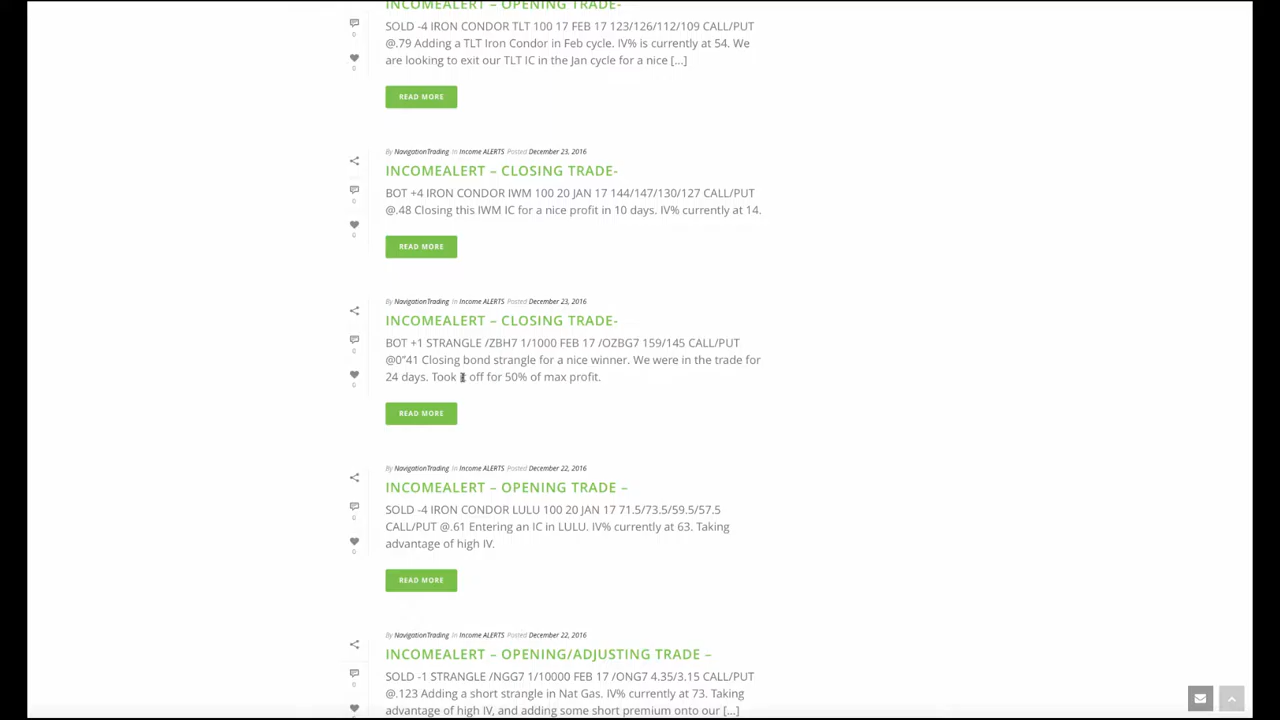 INCOMEALERT – OPENING TRADE-
SOLD -4 IRON CONDOR TLT 100 17 FEB 17 123/126/112/109 CALL/PUT
@.79 Adding a TLT Iron Condor in Feb cycle. IV% is currently at 54. We
are looking to exit our TLT IC in the Jan cycle for a nice [...]
0
0
READ MORE
By NavigationTrading In Income ALERTS Posted December 23, 2016
INCOMEALERT – CLOSING TRADE-
BOT +4 IRON CONDOR IWM 100 20 JAN 17 144/147/130/127 CALL/PUT
@.48 Closing this IWM IC for a nice profit in 10 days. IV% currently at 14.
0
0
READ MORE
By NavigationTrading In Income ALERTS Posted December 23, 2016
INCOMEALERT – CLOSING TRADE-
BOT +1 STRANGLE /ZBH7 1/1000 FEB 17 /OZBG7 159/145 CALL/PUT
@0"41 Closing bond strangle for a nice winner. We were in the trade for
24 days. Took off for 50% of max profit.
0
0
READ MORE
By NavigationTrading In Income ALERTS Posted December 22, 2016
INCOMEALERT – OPENING TRADE –
SOLD -4 IRON CONDOR LULU 100 20 JAN 17 71.5/73.5/59.5/57.5
CALL/PUT @.61 Entering an IC in LULU. IV% currently at 63. Taking
advantage of high IV.
0
0
READ MORE
By NavigationTrading In Income ALERTS Posted December 22, 2016
INCOMEALERT – OPENING/ADJUSTING TRADE –
SOLD -1 STRANGLE /NGG7 1/10000 FEB 17 /ONG7 4.35/3.15 CALL/PUT
@.123 Adding a short strangle in Nat Gas. IV% currently at 73. Taking
advantage of high IV, and adding some short premium onto our [...]
0